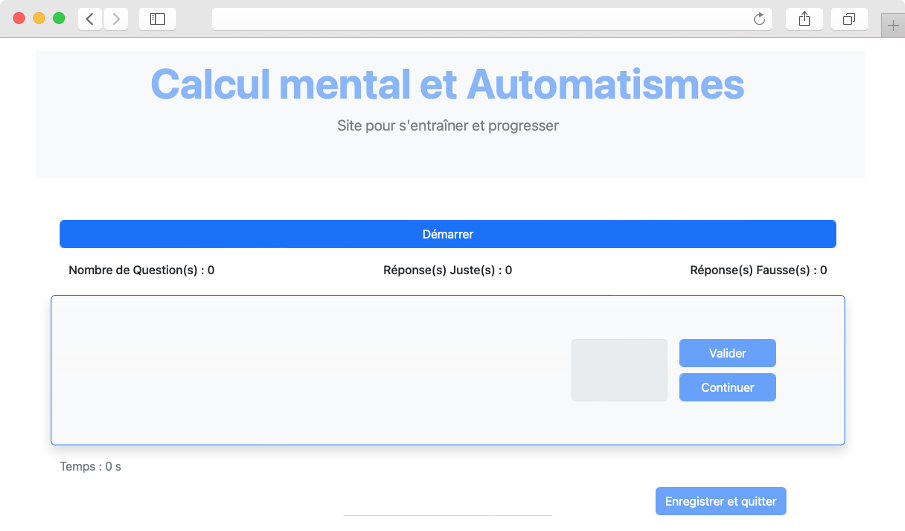 Calcul mental et Automatismes
Site pour s'entraîner et progresser
Démarrer
Nombre de Question(s) : 0
Réponse(s) Juste(s) : 0
Réponse(s) Fausse(s) : 0
Valider
Continuer
Temps : 0 s
Enregistrer et quitter